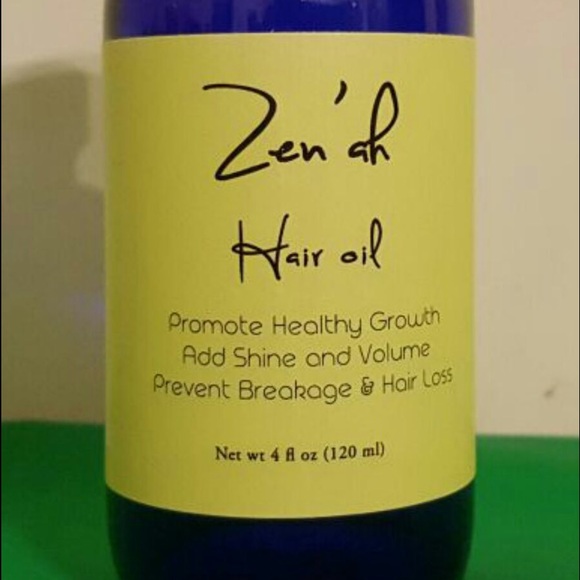 Zen'ah
Hair oil
Promote Healthy Growth
Add Shine and Volume
Prevent Breakage & Hair Loss
Net wt 4 fl oz (120 ml)